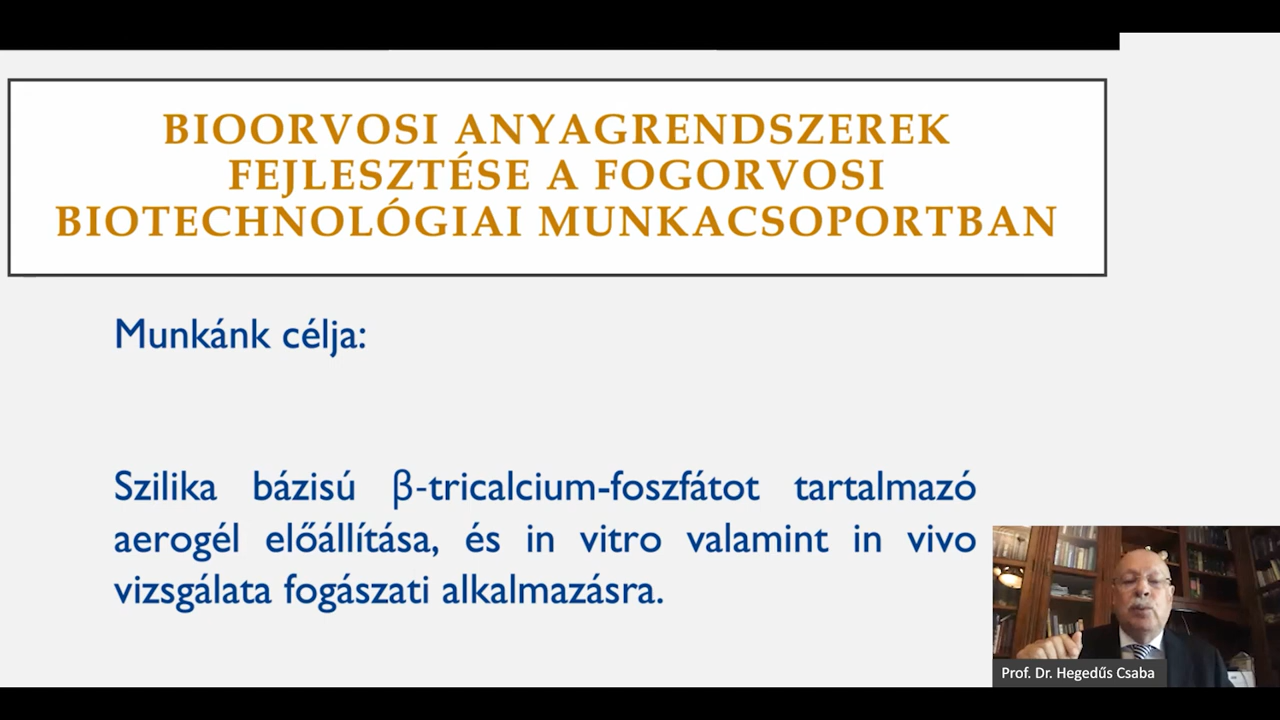 BIOORVOSI ANYAGRENDSZEREK
FEJLESZTÉSE A FOGORVOSI
BIOTECHNOLÓGIAI MUNKACSOPORTBAN
Munkánk célja:
Szilika bázisú β-tricalcium-foszfátot tartalmazó
aerogél előállítása, és in vitro valamint in vivo
vizsgálata fogászati alkalmazásra.
Prof. Dr. Hegedűs Csaba